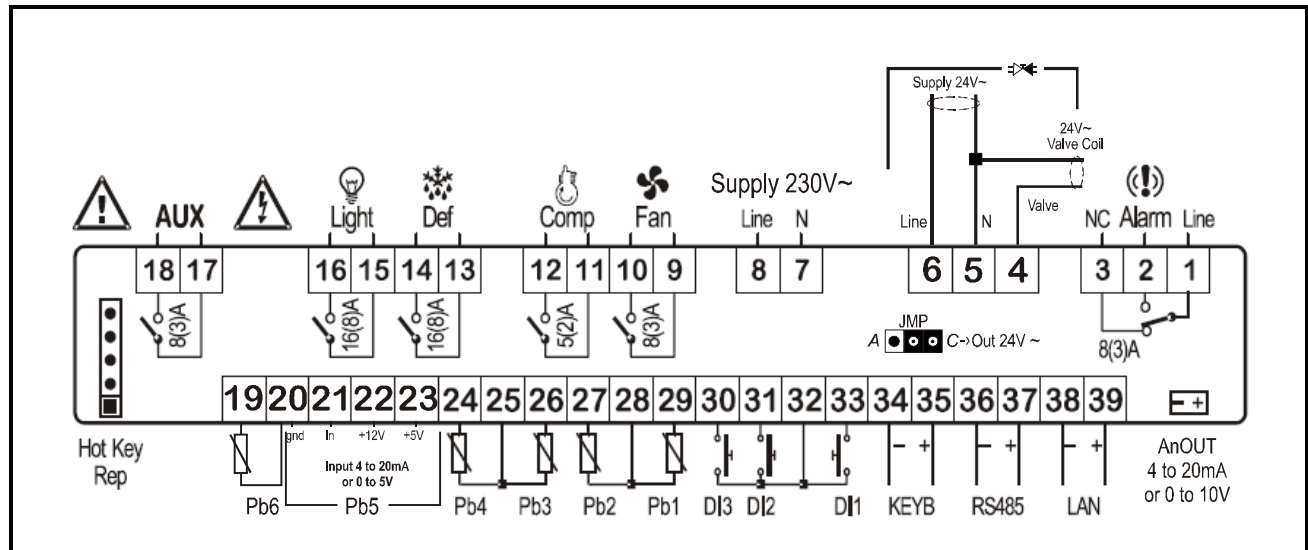 Supply 24V~
24V~
Valve Coil
AUX Light Def Comp Fan Supply 230V~ Line N Line N Valve NC Alarm Line
18 17 16 15 14 13 12 11 10 9 8 7 6 5 4 3 2 1
8(3)A 16(8)A 16(8)A 5(2)A 8(3)A 8(3)A
JMP
A C->Out 24V ~
19 20 21 22 23 24 25 26 27 28 29 30 31 32 33 34 35 36 37 38 39 - +
gnd In +12V +5V - + - + - +
Input 4 to 20mA
or 0 to 5V
Hot Key
Rep
Pb6 Pb5 Pb4 Pb3 Pb2 Pb1 DI3 DI2 DI1 KEYB RS485 LAN
AnOUT
4 to 20mA
or 0 to 10V